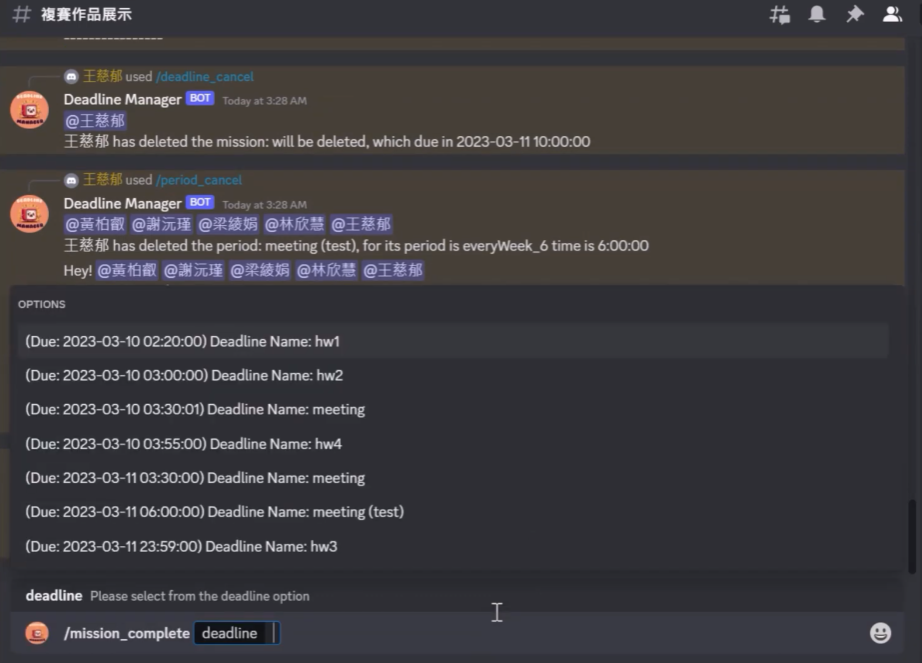 # 複賽作品展示
王慈郁 used /deadline_cancel
Deadline Manager BOT Today at 3:28 AM
@王慈郁
王慈郁 has deleted the mission: will be deleted, which due in 2023-03-11 10:00:00
王慈郁 used /period_cancel
Deadline Manager BOT Today at 3:28 AM
@黃柏叡 @謝沅瑾 @梁綾娟 @林欣慧 @王慈郁
王慈郁 has deleted the period: meeting (test), for its period is everyWeek_6 time is 6:00:00
Hey! @黃柏叡 @謝沅瑾 @梁綾娟 @林欣慧 @王慈郁
OPTIONS
(Due: 2023-03-10 02:20:00) Deadline Name: hw1
(Due: 2023-03-10 03:00:00) Deadline Name: hw2
(Due: 2023-03-10 03:30:01) Deadline Name: meeting
(Due: 2023-03-10 03:55:00) Deadline Name: hw4
(Due: 2023-03-11 03:30:00) Deadline Name: meeting
(Due: 2023-03-11 06:00:00) Deadline Name: meeting (test)
(Due: 2023-03-11 23:59:00) Deadline Name: hw3
deadline Please select from the deadline option
/mission_complete deadline